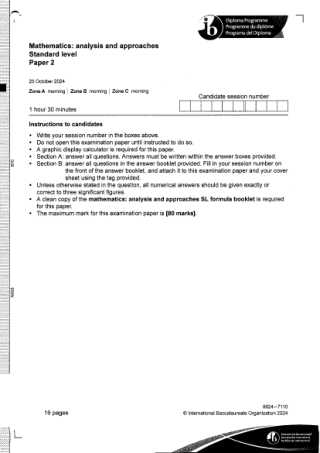 Diploma Programme
Programme du diplôme
Programa del Diploma
Mathematics: analysis and approaches
Standard level
Paper 2
23 October 2024
Zone A morning | Zone B morning | Zone C morning
Candidate session number
1 hour 30 minutes
Instructions to candidates
• Write your session number in the boxes above.
• Do not open this examination paper until instructed to do so.
• A graphic display calculator is required for this paper.
• Section A: answer all questions. Answers must be written within the answer boxes provided.
• Section B: answer all questions in the answer booklet provided. Fill in your session number on
the front of the answer booklet, and attach it to this examination paper and your cover
sheet using the tag provided.
• Unless otherwise stated in the question, all numerical answers should be given exactly or
correct to three significant figures.
• A clean copy of the mathematics: analysis and approaches SL formula booklet is required
for this paper.
• The maximum mark for this examination paper is [80 marks].
8824–7116
16 pages
© International Baccalaureate Organization 2024